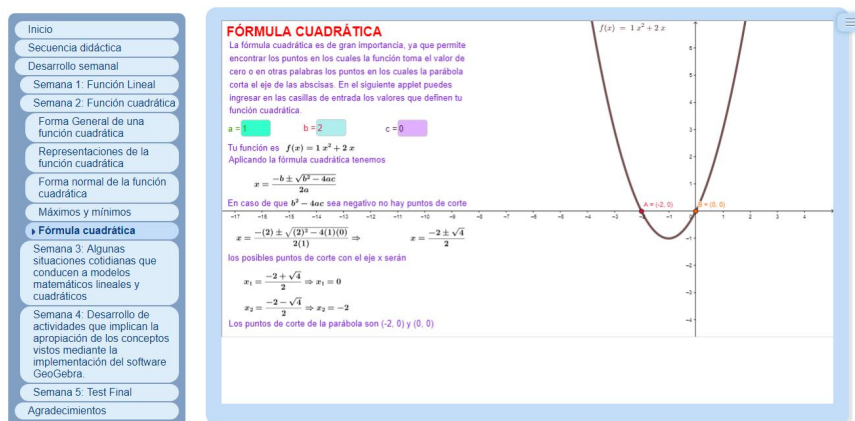 Inicio
Secuencia didáctica
Desarrollo semanal
Semana 1: Función Lineal
Semana 2: Función cuadrática
Forma General de una
función cuadrática
Representaciones de la
función cuadrática
Forma normal de la función
cuadrática
Máximos y mínimos
Fórmula cuadrática
Semana 3: Algunas
situaciones cotidianas que
conducen a modelos
matemáticos lineales y
cuadráticos
Semana 4: Desarrollo de
actividades que implican la
apropiación de los conceptos
vistos mediante la
implementación del software
GeoGebra.
Semana 5: Test Final
Agradecimientos
FÓRMULA CUADRÁTICA
La fórmula cuadrática es de gran importancia, ya que permite
encontrar los puntos en los cuales la función toma el valor de
cero o en otras palabras los puntos en los cuales la parábola
corta el eje de las abscisas. En el siguiente applet puedes
ingresar en las casillas de entrada los valores que definen tu
función cuadrática.
a = 1 b = 2 c = 0
Tu función es f(x) = 1 x² + 2 x
Aplicando la fórmula cuadrática tenemos
x = (-b ± √(b² − 4ac))/(2a)
En caso de que b² − 4ac sea negativo no hay puntos de corte
x = (−(2) ± √((2)² − 4(1)(0)))/(2(1)) ⇒ x = (−2 ± √4)/2
los posibles puntos de corte con el eje x serán
x₁ = (−2 + √4)/2 ⇒ x₁ = 0
x₂ = (−2 − √4)/2 ⇒ x₂ = −2
Los puntos de corte de la parábola son (-2, 0) y (0, 0)
f(x) = 1 x² + 2 x
A = (-2, 0)
B = (0, 0)